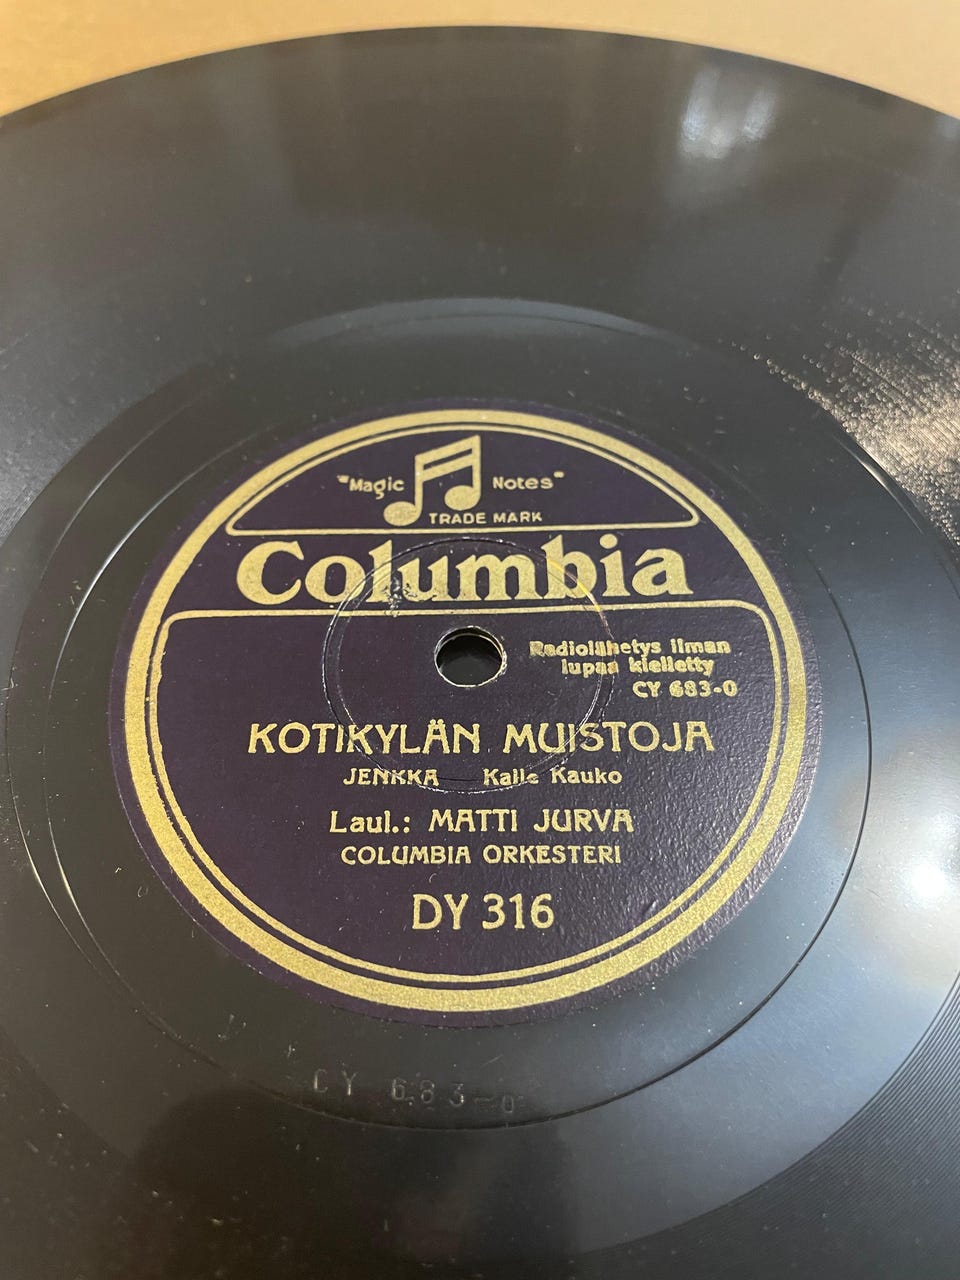 "Magic Notes"
TRADE MARK
Columbia
Radiolähetys ilman
lupaa kielletty
CY 683-0
KOTIKYLÄN MUISTOJA
JENKKA Kalle Kauko
Laul.: MATTI JURVA
COLUMBIA ORKESTERI
DY 316
CY 683-0